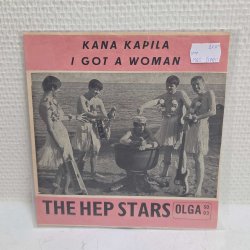 KANA KAPILA
I GOT A WOMAN
THE HEP STARS OLGA